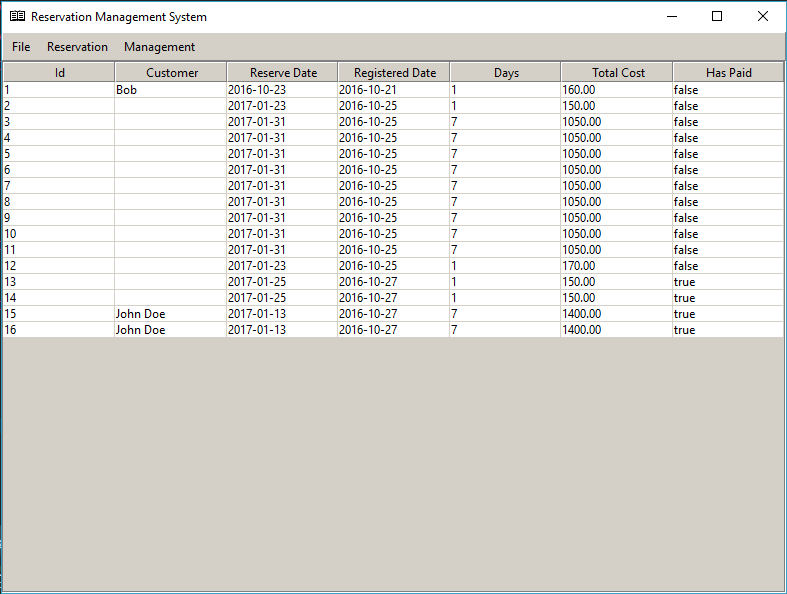 Reservation Management System
File Reservation Management
Id Customer Reserve Date Registered Date Days Total Cost Has Paid
1 Bob 2016-10-23 2016-10-21 1 160.00 false
2 2017-01-23 2016-10-25 1 150.00 false
3 2017-01-31 2016-10-25 7 1050.00 false
4 2017-01-31 2016-10-25 7 1050.00 false
5 2017-01-31 2016-10-25 7 1050.00 false
6 2017-01-31 2016-10-25 7 1050.00 false
7 2017-01-31 2016-10-25 7 1050.00 false
8 2017-01-31 2016-10-25 7 1050.00 false
9 2017-01-31 2016-10-25 7 1050.00 false
10 2017-01-31 2016-10-25 7 1050.00 false
11 2017-01-31 2016-10-25 7 1050.00 false
12 2017-01-23 2016-10-25 1 170.00 false
13 2017-01-25 2016-10-27 1 150.00 true
14 2017-01-25 2016-10-27 1 150.00 true
15 John Doe 2017-01-13 2016-10-27 7 1400.00 true
16 John Doe 2017-01-13 2016-10-27 7 1400.00 true